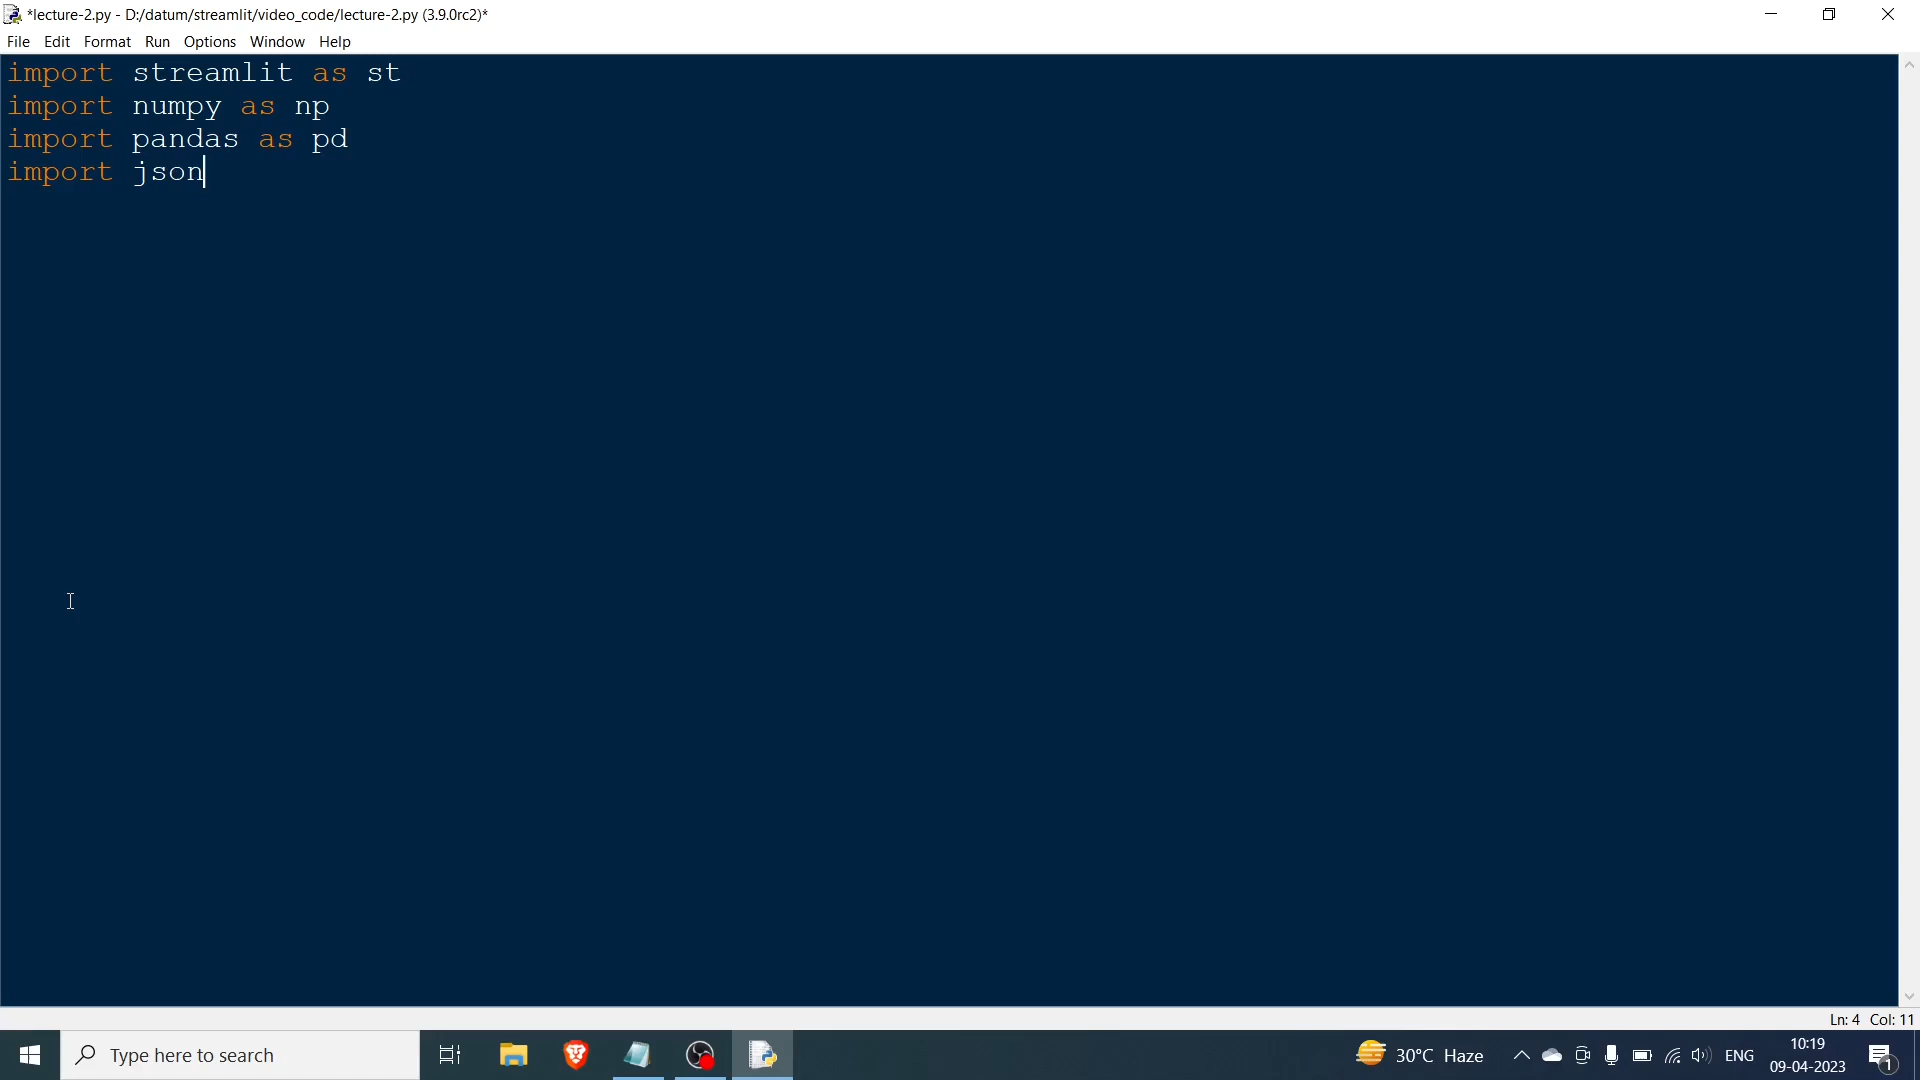 *lecture-2.py - D:/datum/streamlit/video_code/lecture-2.py (3.9.0rc2)*
File Edit Format Run Options Window Help
import streamlit as st
import numpy as np
import pandas as pd
import json
Ln: 4 Col: 11
Type here to search
30°C Haze
ENG
10:19
09-04-2023
1